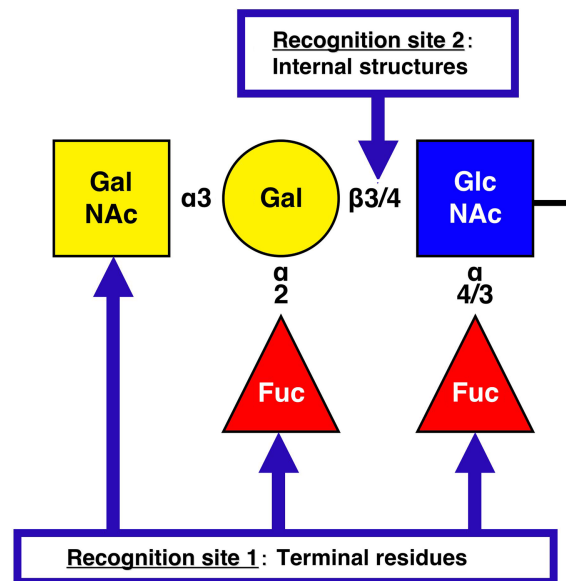 Recognition site 2:
Internal structures
Gal
NAc
α3
Gal
β3/4
Glc
NAc
α
2
α
4/3
Fuc
Fuc
Recognition site 1: Terminal residues